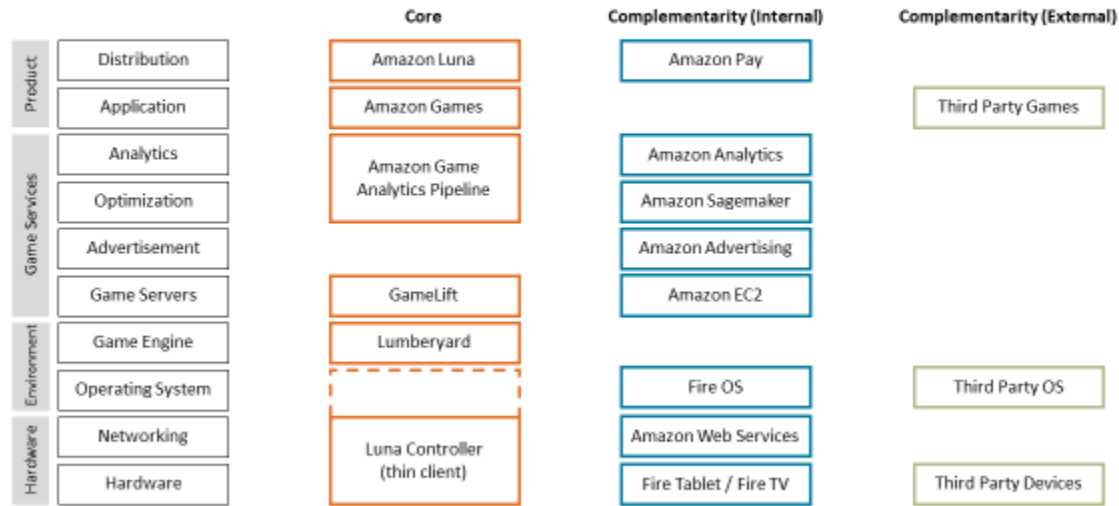 Core Complementarity (Internal) Complementarity (External)
Product
Distribution Amazon Luna Amazon Pay
Application Amazon Games Third Party Games
Game Services
Analytics Amazon Analytics
Amazon Game
Analytics Pipeline
Optimization Amazon Sagemaker
Advertisement Amazon Advertising
Game Servers GameLift Amazon EC2
Environment
Game Engine Lumberyard
Operating System Fire OS Third Party OS
Hardware
Networking Amazon Web Services
Luna Controller
(thin client)
Hardware Fire Tablet / Fire TV Third Party Devices